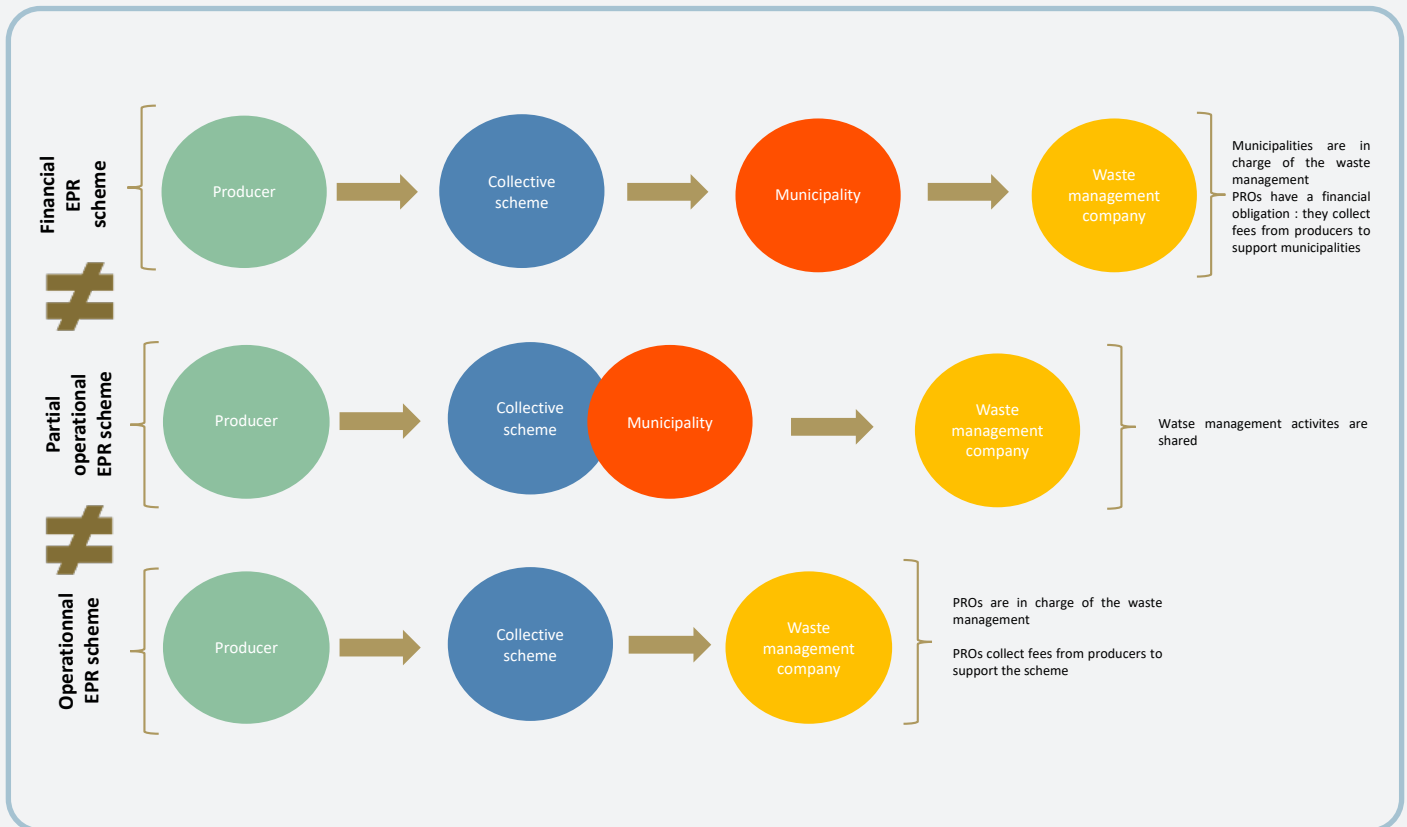 Financial
EPR
scheme
Producer
Collective
scheme
Municipality
Waste
management
company
Municipalities are in
charge of the waste
management
PROs have a financial
obligation : they collect
fees from producers to
support municipalities
≠
Partial
operational
EPR scheme
Producer
Collective
scheme
Municipality
Waste
management
company
Watse management activites are
shared
≠
Operationnal
EPR scheme
Producer
Collective
scheme
Waste
management
company
PROs are in charge of the waste
management
PROs collect fees from producers to
support the scheme